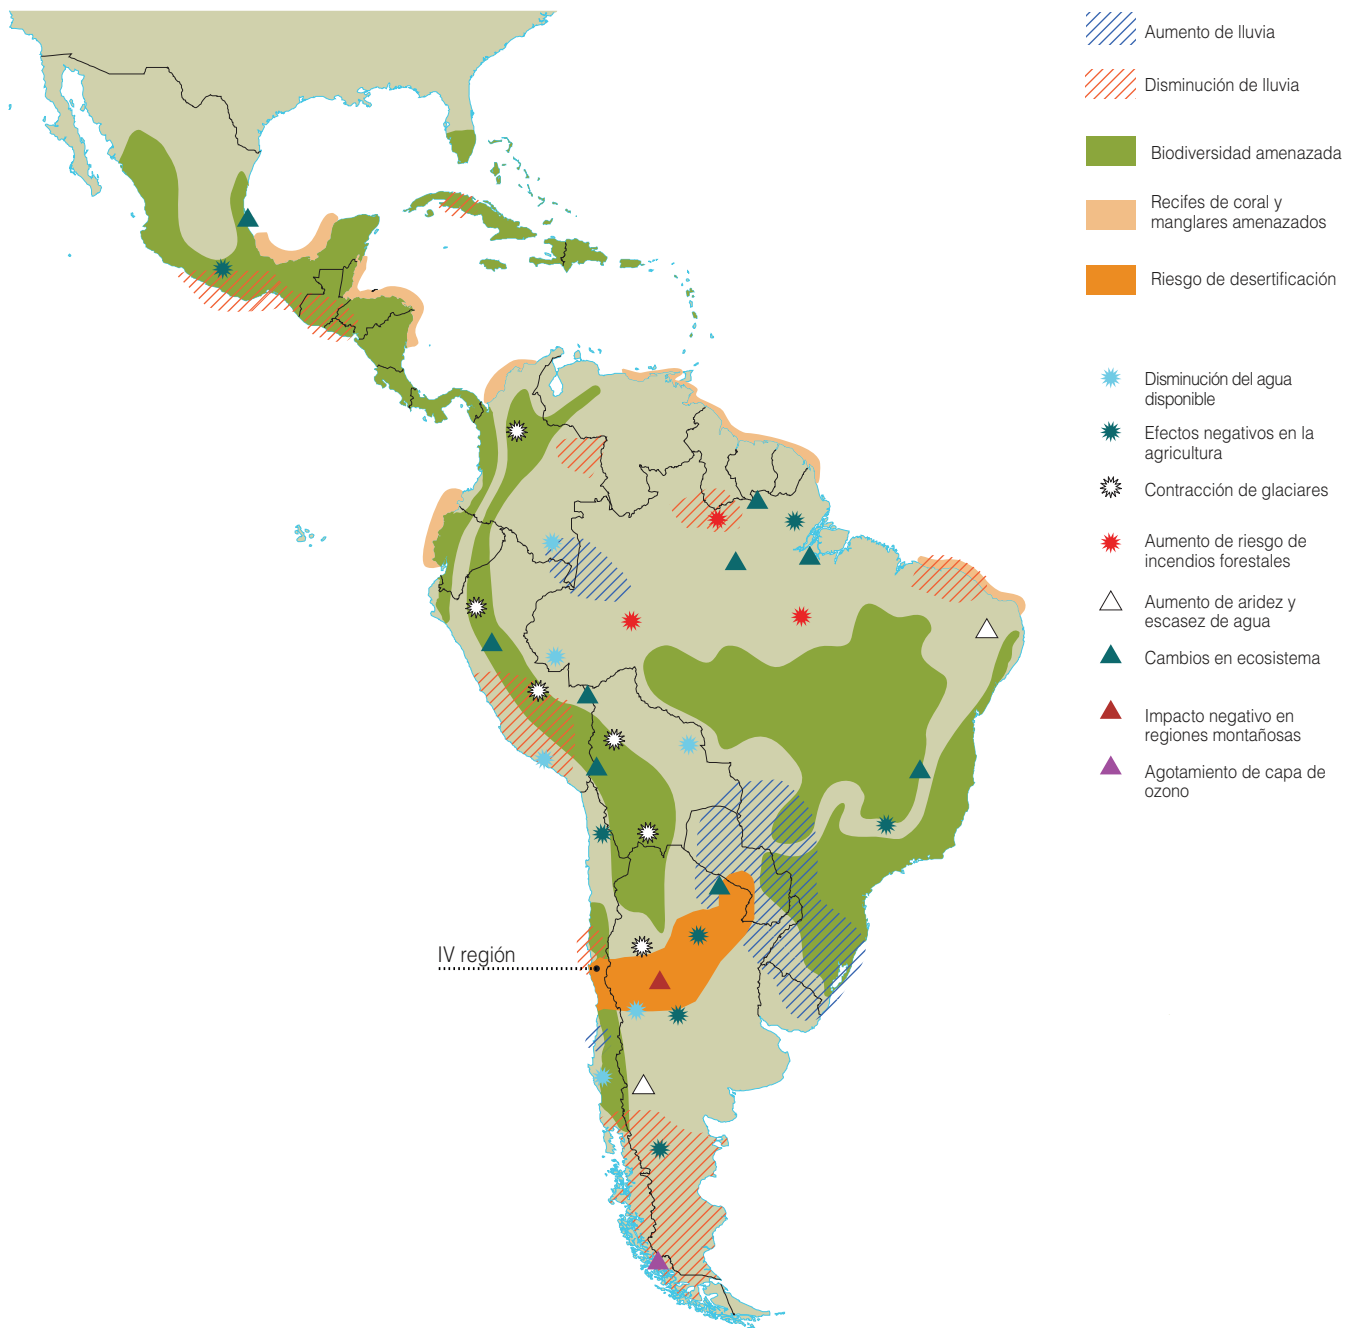 Aumento de lluvia
Disminución de lluvia
Biodiversidad amenazada
Recifes de coral y
manglares amenazados
Riesgo de desertificación
Disminución del agua
disponible
Efectos negativos en la
agricultura
Contracción de glaciares
Aumento de riesgo de
incendios forestales
Aumento de aridez y
escasez de agua
Cambios en ecosistema
Impacto negativo en
regiones montañosas
Agotamiento de capa de
ozono
IV región